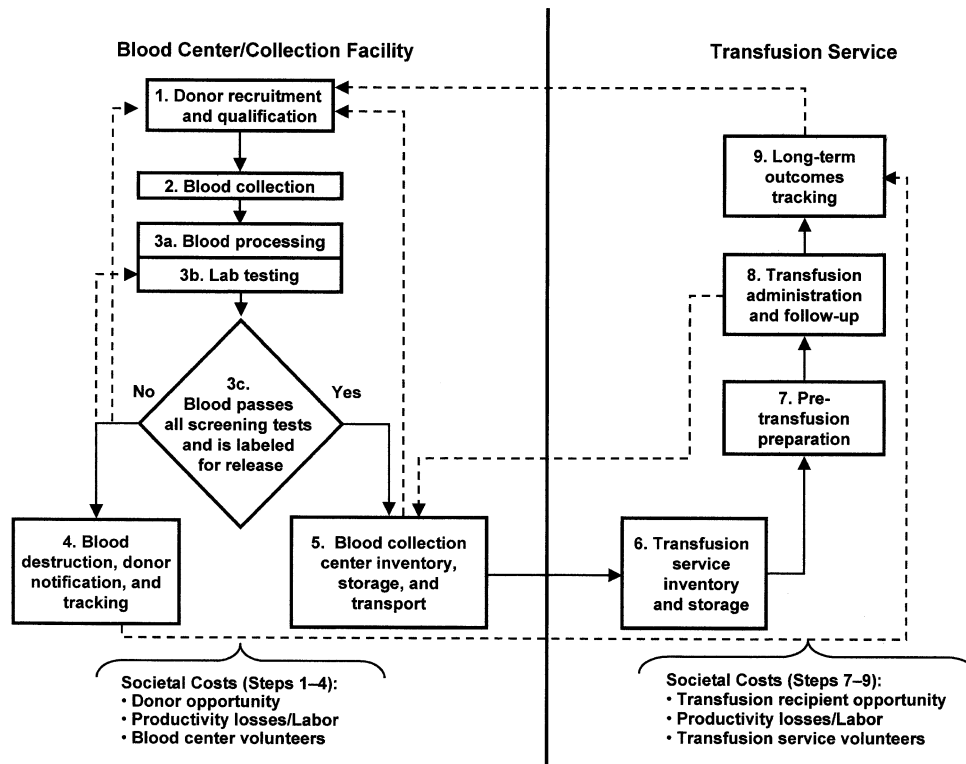 Blood Center/Collection Facility
Transfusion Service
1. Donor recruitment
and qualification
2. Blood collection
3a. Blood processing
3b. Lab testing
No
3c.
Blood passes
all screening tests
and is labeled
for release
Yes
4. Blood
destruction, donor
notification, and
tracking
5. Blood collection
center inventory,
storage, and
transport
6. Transfusion
service
inventory
and storage
7. Pre-
transfusion
preparation
8. Transfusion
administration
and follow-up
9. Long-term
outcomes
tracking
Societal Costs (Steps 1–4):
• Donor opportunity
• Productivity losses/Labor
• Blood center volunteers
Societal Costs (Steps 7–9):
• Transfusion recipient opportunity
• Productivity losses/Labor
• Transfusion service volunteers